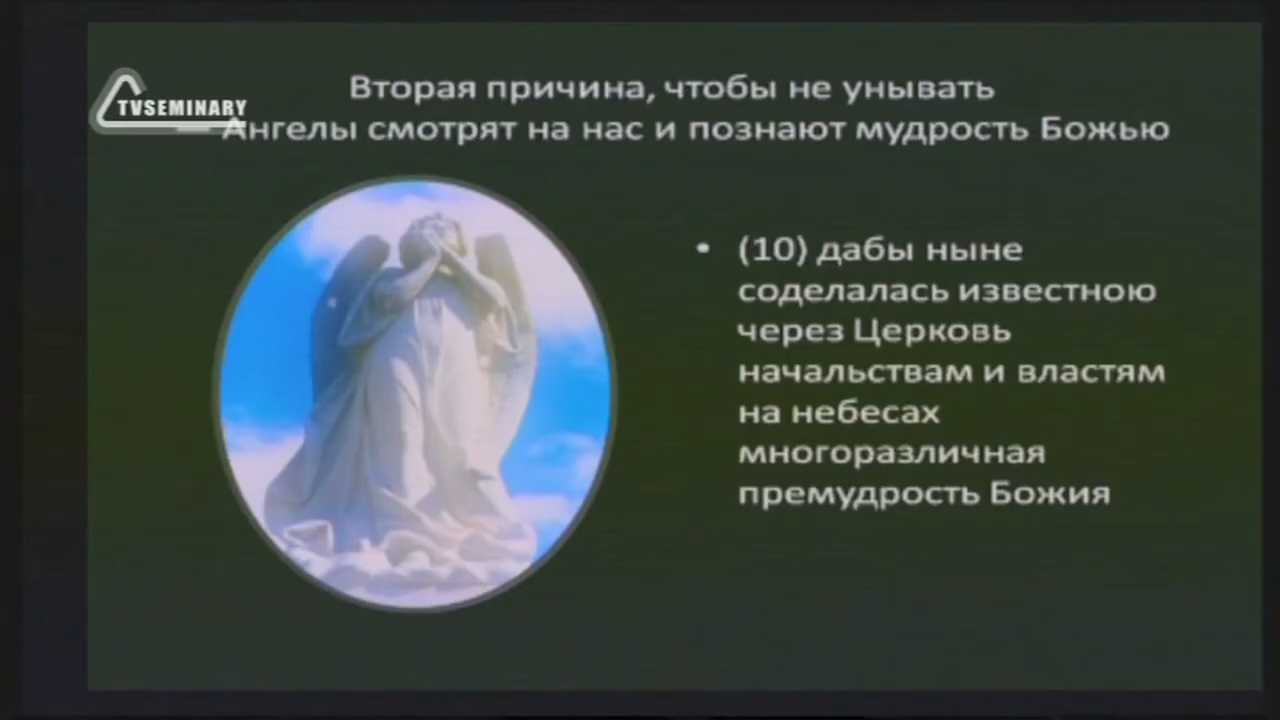 TVSEMINARY
Вторая причина, чтобы не унывать
— Ангелы смотрят на нас и познают мудрость Божью
• (10) дабы ныне
соделалась известною
через Церковь
начальствам и властям
на небесах
многоразличная
премудрость Божия